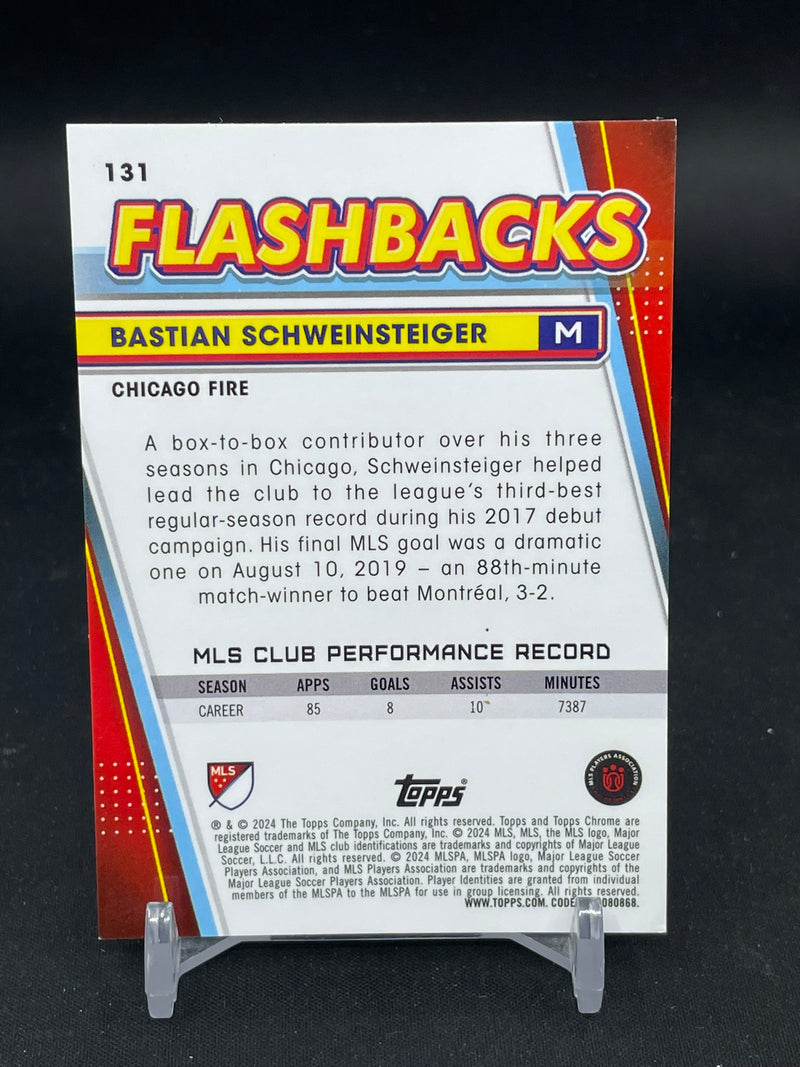 131
FLASHBACKS
BASTIAN SCHWEINSTEIGER M
CHICAGO FIRE
A box-to-box contributor over his three
seasons in Chicago, Schweinsteiger helped
lead the club to the league's third-best
regular-season record during his 2017 debut
campaign. His final MLS goal was a dramatic
one on August 10, 2019 – an 88th-minute
match-winner to beat Montréal, 3-2.
MLS CLUB PERFORMANCE RECORD
SEASON APPS GOALS ASSISTS MINUTES
CAREER 85 8 10 7387
MLS
Topps®
MLS PLAYERS ASSOCIATION
® & © 2024 The Topps Company, Inc. All rights reserved. Topps and Topps Chrome are
registered trademarks of The Topps Company, Inc. © 2024 MLS, MLS, the MLS logo, Major
League Soccer and MLS club identifications are trademarks and copyrights of Major League
Soccer, L.L.C. All rights reserved. © 2024 MLSPA, MLSPA logo, Major League Soccer
Players Association, and MLS Players Association are trademarks and copyrights of the
Major League Soccer Players Association. Player Identities are granted from individual
members of the MLSPA to the MLSPA for use in group licensing. All rights reserved.
WWW.TOPPS.COM. CODE 080868.